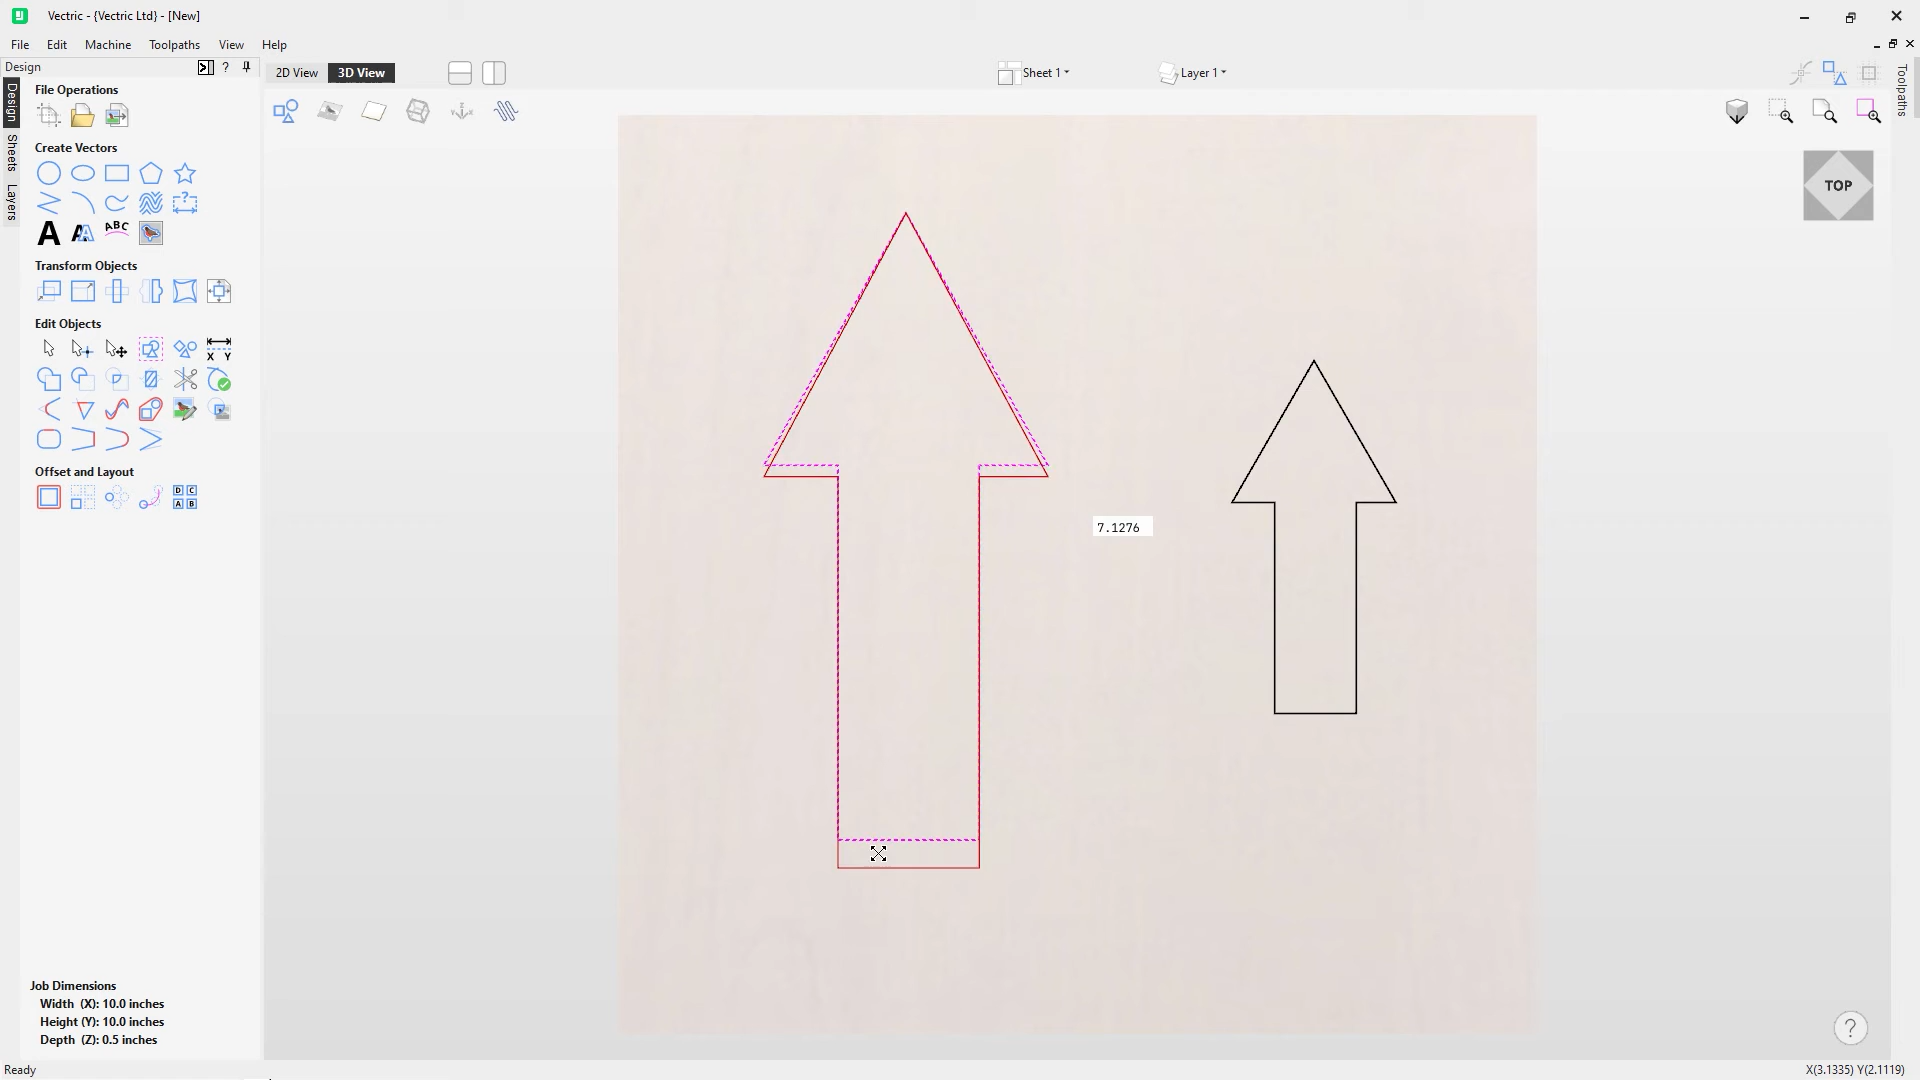 Vectric - {Vectric Ltd} - [New]
File Edit Machine Toolpaths View Help
Design
2D View 3D View
Sheet 1
Layer 1
Toolpaths
Design
Sheets
Layers
File Operations
Create Vectors
A A ABC
Transform Objects
Edit Objects
X Y
Offset and Layout
D C
A B
TOP
7.1276
Job Dimensions
Width (X): 10.0 inches
Height (Y): 10.0 inches
Depth (Z): 0.5 inches
Ready
X(3.1335) Y(2.1119)